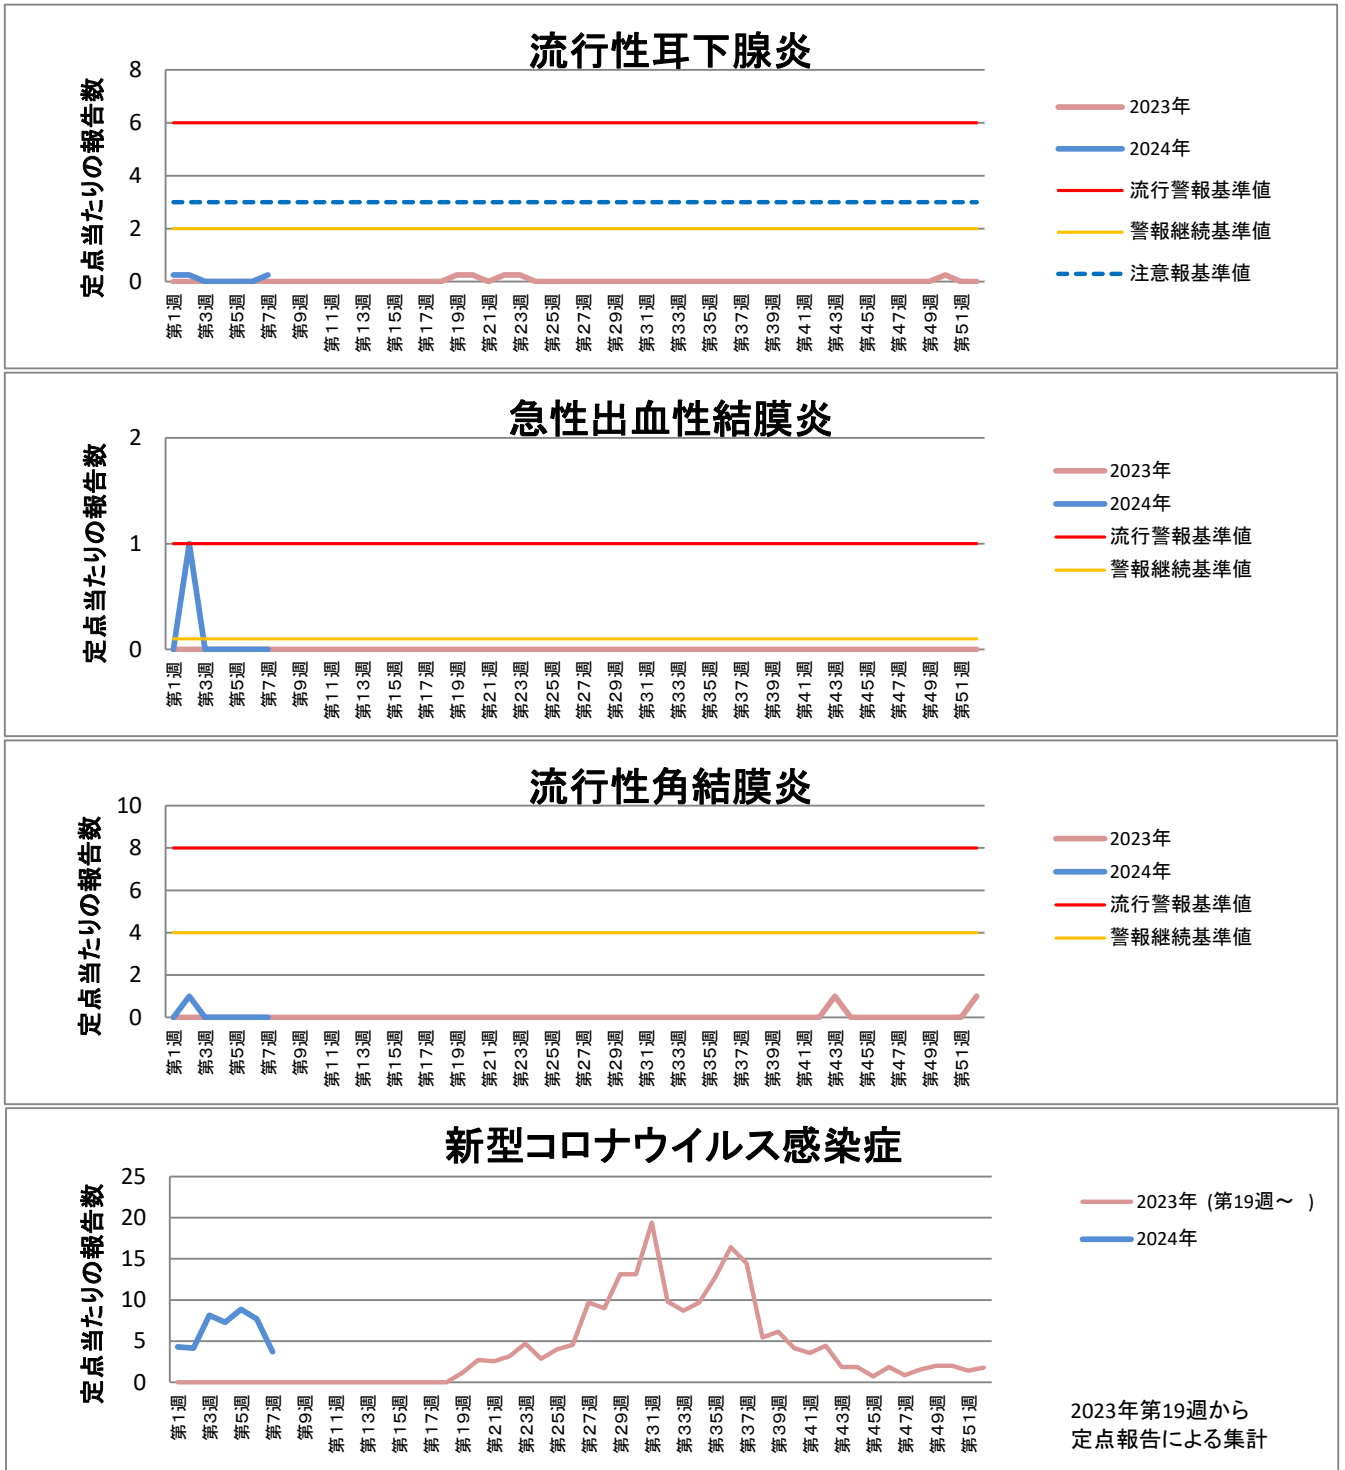 流行性耳下腺炎
定点当たりの報告数
8
6
4
2
0
第1週 第3週 第5週 第7週 第9週 第11週 第13週 第15週 第17週 第19週 第21週 第23週 第25週 第27週 第29週 第31週 第33週 第35週 第37週 第39週 第41週 第43週 第45週 第47週 第49週 第51週
2023年
2024年
流行警報基準値
警報継続基準値
注意報基準値
急性出血性結膜炎
定点当たりの報告数
2
1
0
第1週 第3週 第5週 第7週 第9週 第11週 第13週 第15週 第17週 第19週 第21週 第23週 第25週 第27週 第29週 第31週 第33週 第35週 第37週 第39週 第41週 第43週 第45週 第47週 第49週 第51週
2023年
2024年
流行警報基準値
警報継続基準値
流行性角結膜炎
定点当たりの報告数
10
8
6
4
2
0
第1週 第3週 第5週 第7週 第9週 第11週 第13週 第15週 第17週 第19週 第21週 第23週 第25週 第27週 第29週 第31週 第33週 第35週 第37週 第39週 第41週 第43週 第45週 第47週 第49週 第51週
2023年
2024年
流行警報基準値
警報継続基準値
新型コロナウイルス感染症
定点当たりの報告数
25
20
15
10
5
0
第1週 第3週 第5週 第7週 第9週 第11週 第13週 第15週 第17週 第19週 第21週 第23週 第25週 第27週 第29週 第31週 第33週 第35週 第37週 第39週 第41週 第43週 第45週 第47週 第49週 第51週
2023年 (第19週～ )
2024年
2023年第19週から
定点報告による集計